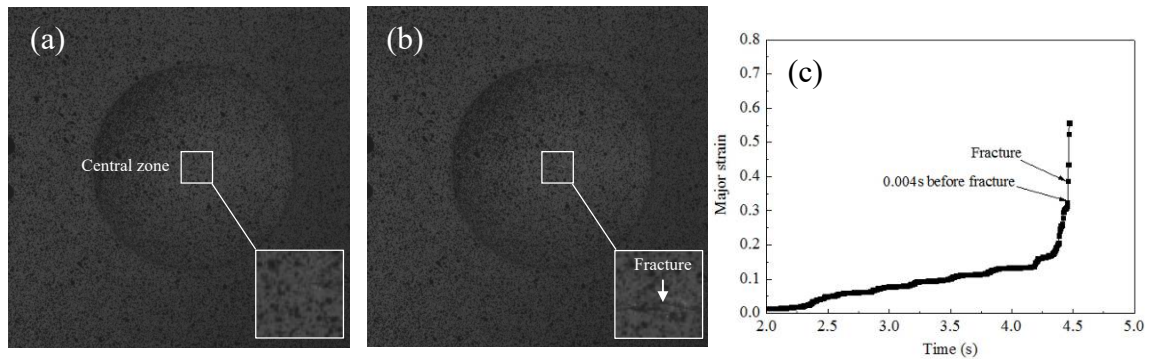 (a)
Central zone
(b)
Fracture
(c)
0.8
0.7
0.6
0.5
0.4
0.3
0.2
0.1
0.0
Major strain
Fracture
0.004s before fracture
2.0 2.5 3.0 3.5 4.0 4.5 5.0
Time (s)